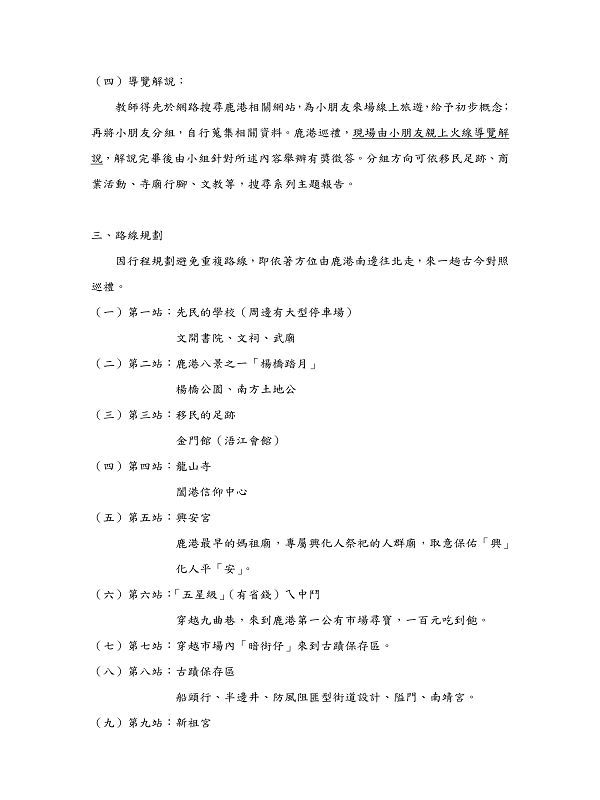 （四）導覽解說：
教師得先於網路搜尋鹿港相關網站，為小朋友來場線上旅遊，給予初步概念；
再將小朋友分組，自行蒐集相關資料。鹿港巡禮，現場由小朋友親上火線導覽解
說，解說完畢後由小組針對所述內容舉辦有獎徵答。分組方向可依移民足跡、商
業活動、寺廟行腳、文教等，搜尋系列主題報告。
三、路線規劃
因行程規劃避免重複路線，即依著方位由鹿港南邊往北走，來一趟古今對照
巡禮。
（一）第一站：先民的學校（周邊有大型停車場）
文開書院、文祠、武廟
（二）第二站：鹿港八景之一「楊橋踏月」
楊橋公園、南方土地公
（三）第三站：移民的足跡
金門館（浯江會館）
（四）第四站：龍山寺
闔港信仰中心
（五）第五站：興安宮
鹿港最早的媽祖廟，專屬興化人祭祀的人群廟，取意保佑「興」
化人平「安」。
（六）第六站：「五星級」（有省錢）ㄟ中鬥
穿越九曲巷，來到鹿港第一公有市場尋寶，一百元吃到飽。
（七）第七站：穿越市場內「暗街仔」來到古蹟保存區。
（八）第八站：古蹟保存區
船頭行、半邊井、防風阻匪型街道設計、隘門、南靖宮。
（九）第九站：新祖宮